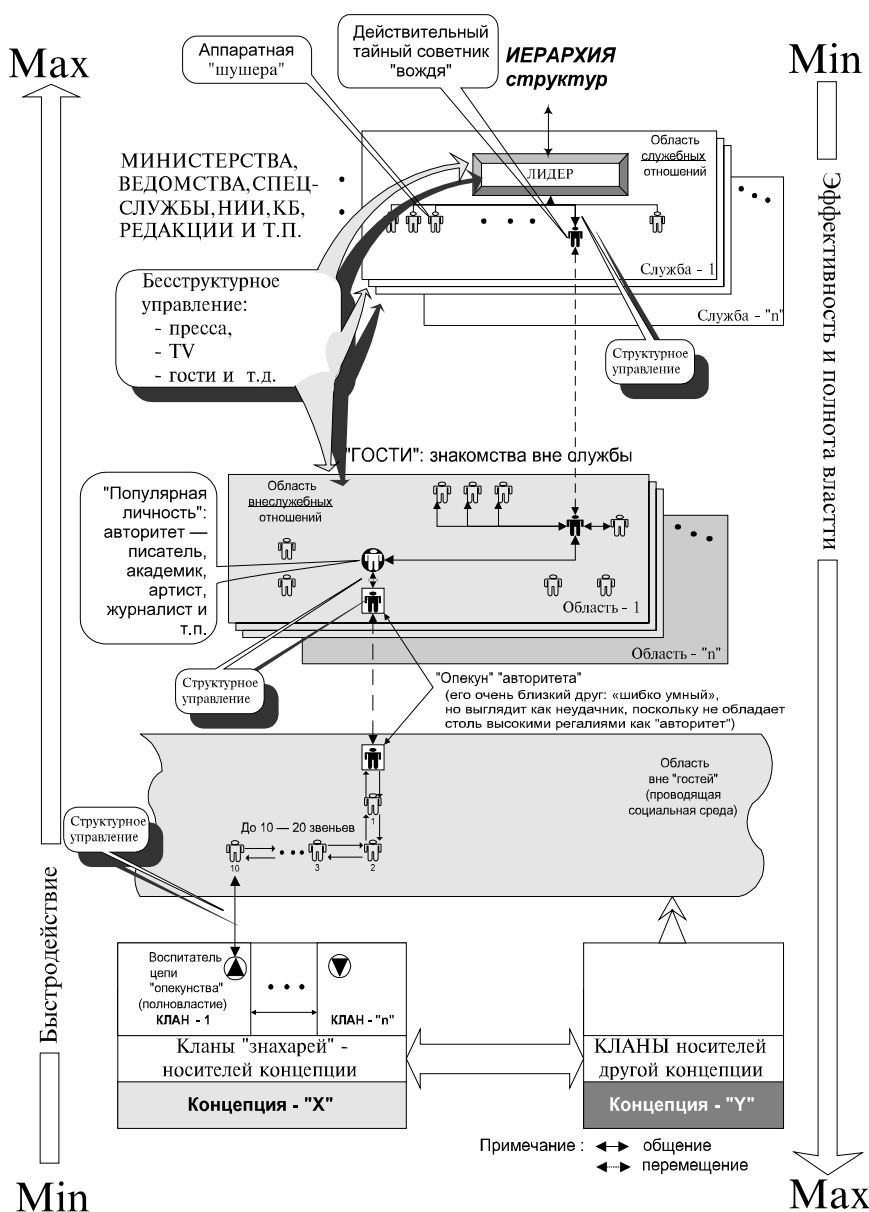 Max
Min
Аппаратная
"шушера"
Действительный
тайный советник
"вождя"
ИЕРАРХИЯ
структур
МИНИСТЕРСТВА,
ВЕДОМСТВА,СПЕЦ-
СЛУЖБЫ,НИИ,КБ,
РЕДАКЦИИ И Т.П.
ЛИДЕР
Область
служебных
отношений
Служба - 1
Служба - "n"
Бесструктурное
управление:
- пресса,
- TV
- гости и т.д.
Структурное
управление
"ГОСТИ": знакомства вне службы
"Популярная
личность":
авторитет —
писатель,
академик,
артист,
журналист и
т.п.
Область
внеслужебных
отношений
Область - 1
Область - "n"
Структурное
управление
"Опекун" "авторитета"
(его очень близкий друг: «шибко умный»,
но выглядит как неудачник, поскольку не обладает
столь высокими регалиями как "авторитет")
Область
вне "гостей"
(проводящая
социальная среда)
Структурное
управление
До 10 — 20 звеньев
1
10
3
2
Воспитатель
цепи
"опекунства"
(полновластие)
КЛАН - 1
КЛАН - "n"
Кланы "знахарей" -
носителей концепции
Концепция - "X"
КЛАНЫ носителей
другой концепции
Концепция - "Y"
Примечание : общение
перемещение
Быстродействие
Эффективность и полнота властти
Min
Max